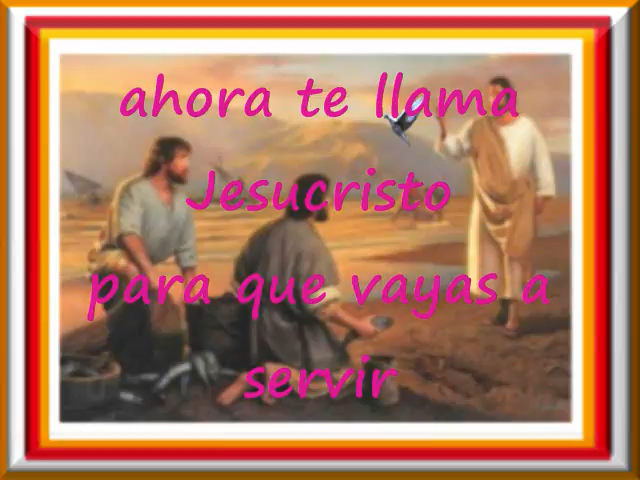 ahora te llama
Jesucristo
para que vayas a
servir